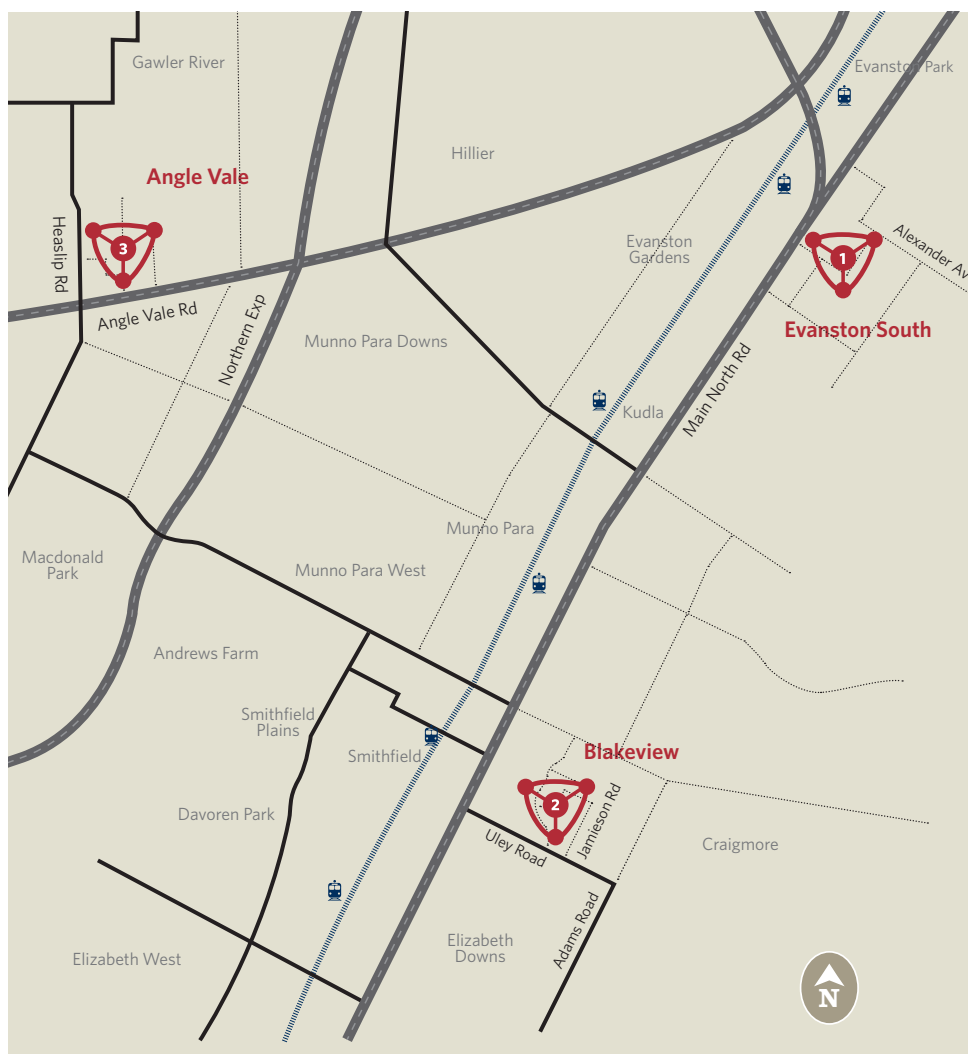 Gawler River
Evanston Park
Hillier
Angle Vale
Heaslip Rd
3
Alexander Av
Evanston
Gardens
1
Angle Vale Rd
Northern Exp
Evanston South
Munno Para Downs
Main North Rd
Kudla
Munno Para
Macdonald
Park
Munno Para West
Andrews Farm
Smithfield
Plains
Smithfield
Blakeview
2
Jamieson Rd
Davoren Park
Uley Road
Craigmore
Adams Road
Elizabeth
Downs
Elizabeth West
N